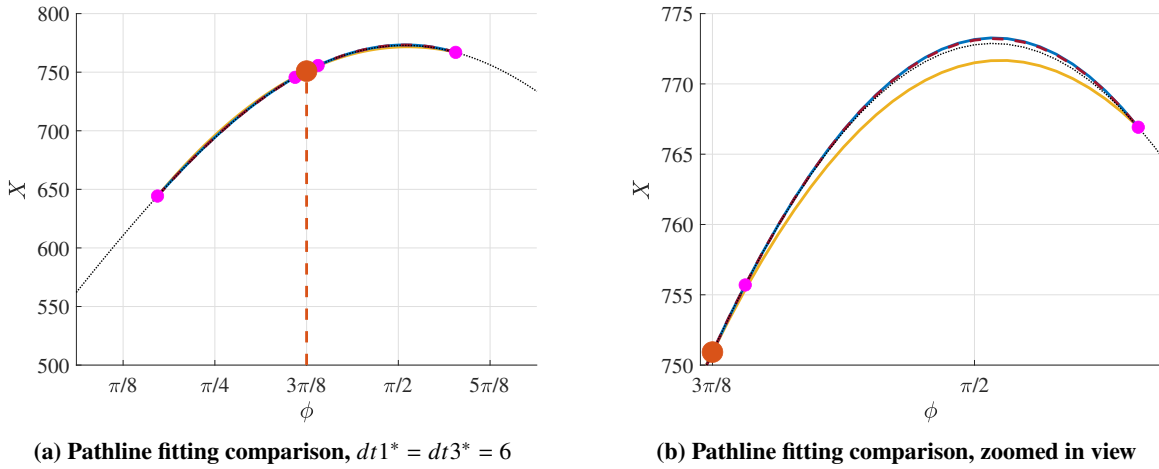 800
750
700
650
600
550
500
X
π/8
π/4
3π/8
π/2
5π/8
ϕ
(a) Pathline fitting comparison, dt1* = dt3* = 6
775
770
765
760
755
750
X
3π/8
π/2
ϕ
(b) Pathline fitting comparison, zoomed in view